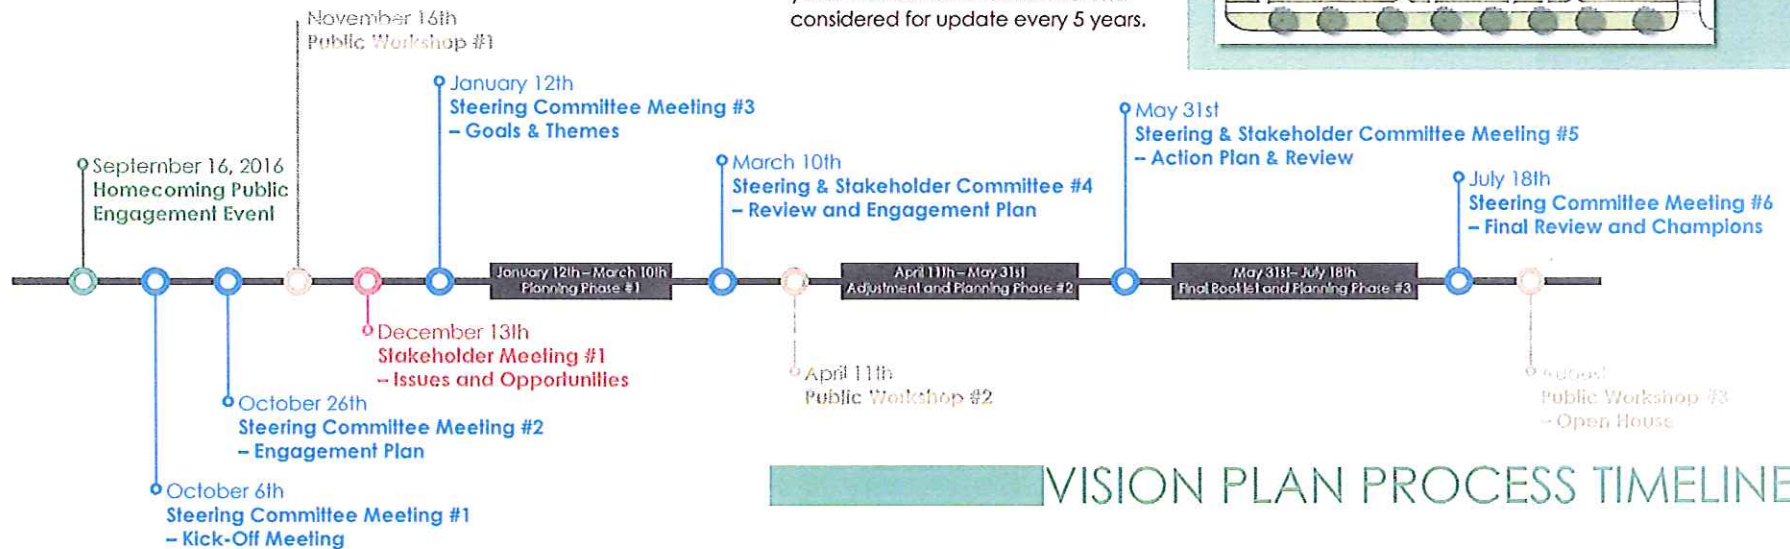 considered for update every 5 years.
November 16th
Public Workshop #1
January 12th
Steering Committee Meeting #3
– Goals & Themes
May 31st
Steering & Stakeholder Committee Meeting #5
– Action Plan & Review
September 16, 2016
Homecoming Public
Engagement Event
March 10th
Steering & Stakeholder Committee #4
– Review and Engagement Plan
July 18th
Steering Committee Meeting #6
– Final Review and Champions
January 12th – March 10th
Planning Phase #1
April 11th – May 31st
Adjustment and Planning Phase #2
May 31st – July 18th
Final Booklet and Planning Phase #3
December 13th
Stakeholder Meeting #1
– Issues and Opportunities
April 11th
Public Workshop #2
August
Public Workshop #3
– Open House
October 26th
Steering Committee Meeting #2
– Engagement Plan
October 6th
Steering Committee Meeting #1
– Kick-Off Meeting
VISION PLAN PROCESS TIMELINE